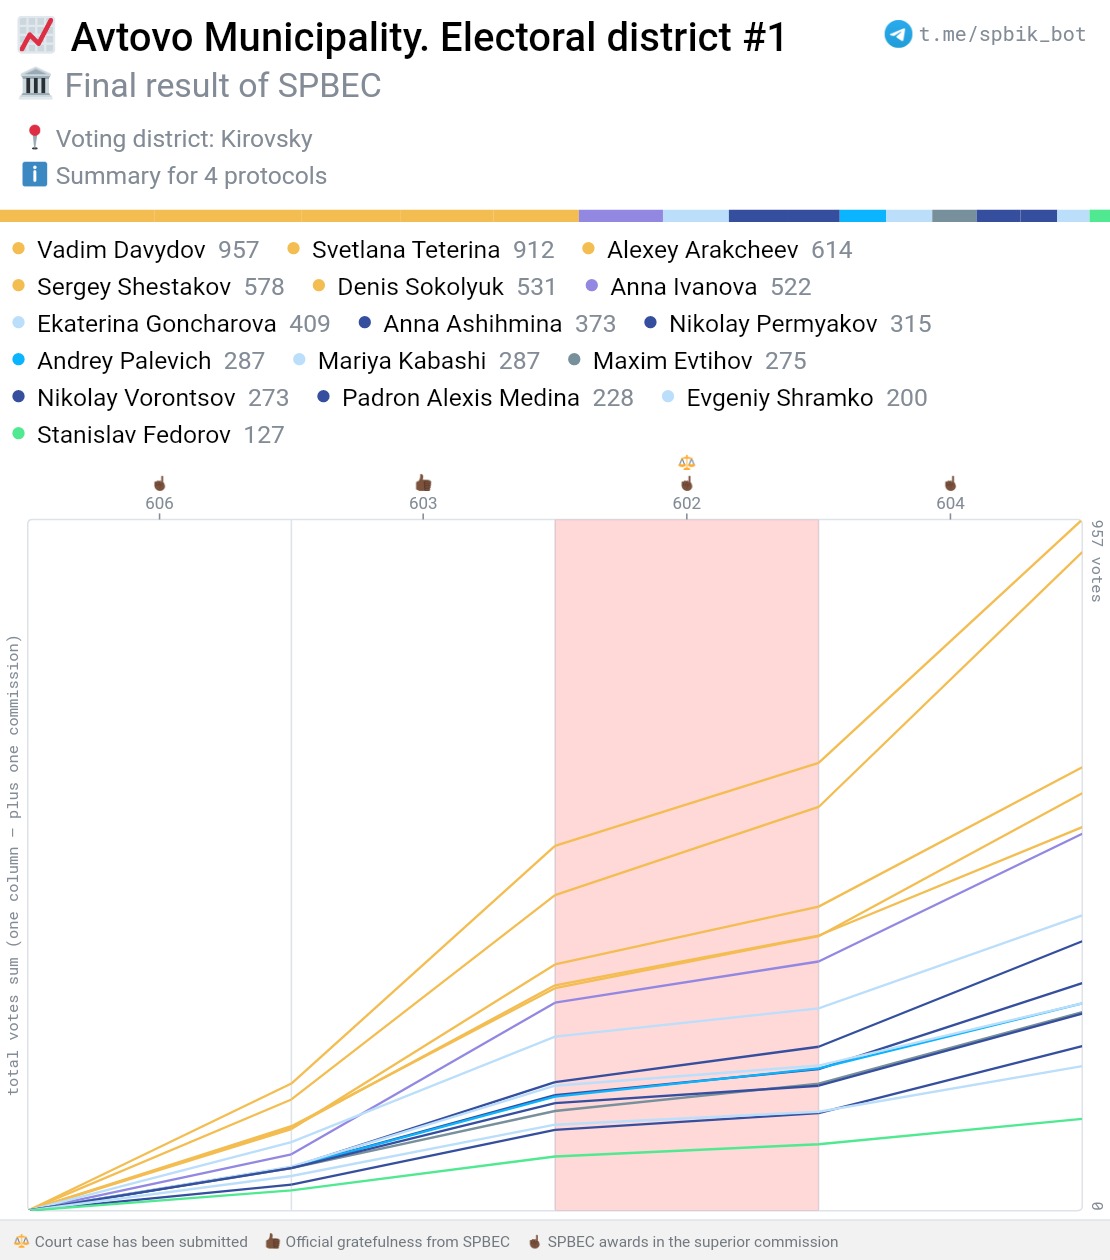 Avtovo Municipality. Electoral district #1
t.me/spbik_bot
Final result of SPBEC
Voting district: Kirovsky
Summary for 4 protocols
Vadim Davydov 957 Svetlana Teterina 912 Alexey Arakcheev 614
Sergey Shestakov 578 Denis Sokolyuk 531 Anna Ivanova 522
Ekaterina Goncharova 409 Anna Ashihmina 373 Nikolay Permyakov 315
Andrey Palevich 287 Mariya Kabashi 287 Maxim Evtihov 275
Nikolay Vorontsov 273 Padron Alexis Medina 228 Evgeniy Shramko 200
Stanislav Fedorov 127
606 603 602 604
957 votes
total votes sum (one column – plus one commission)
0
Court case has been submitted Official gratefulness from SPBEC SPBEC awards in the superior commission